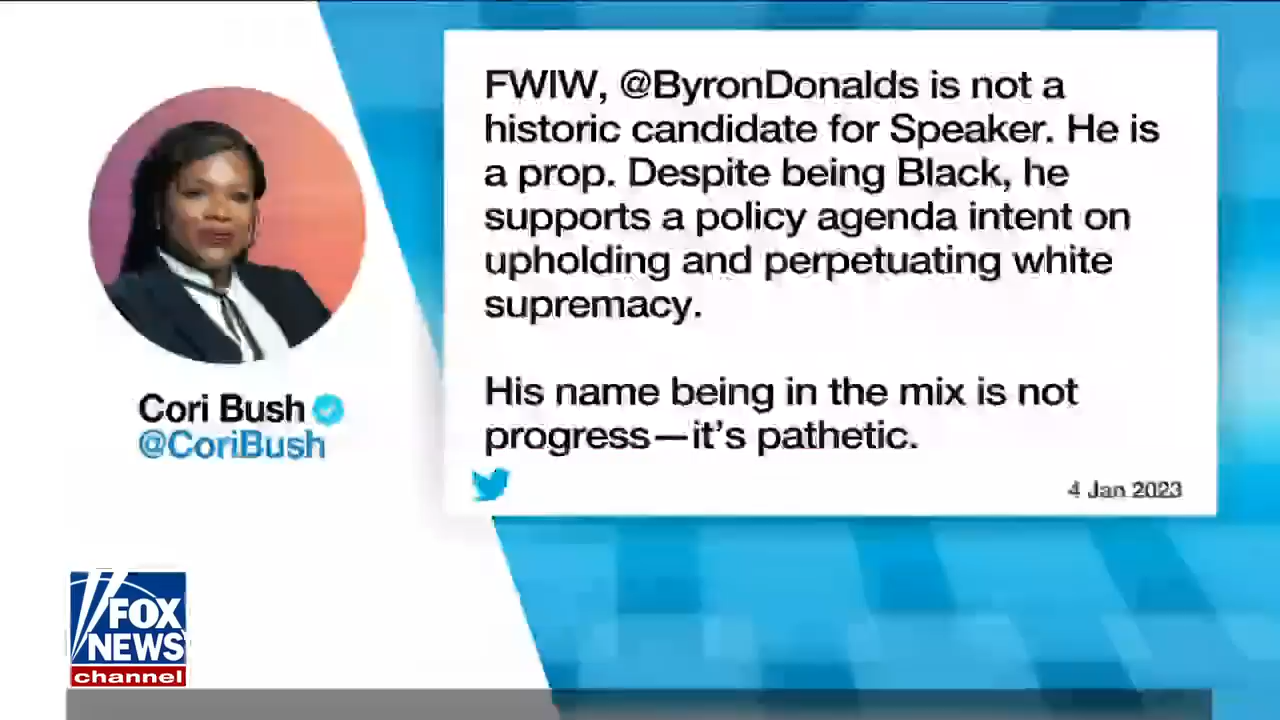 FWIW, @ByronDonalds is not a
historic candidate for Speaker. He is
a prop. Despite being Black, he
supports a policy agenda intent on
upholding and perpetuating white
supremacy.
His name being in the mix is not
progress—it's pathetic.
4 Jan 2023
Cori Bush
@CoriBush
FOX
NEWS
channel